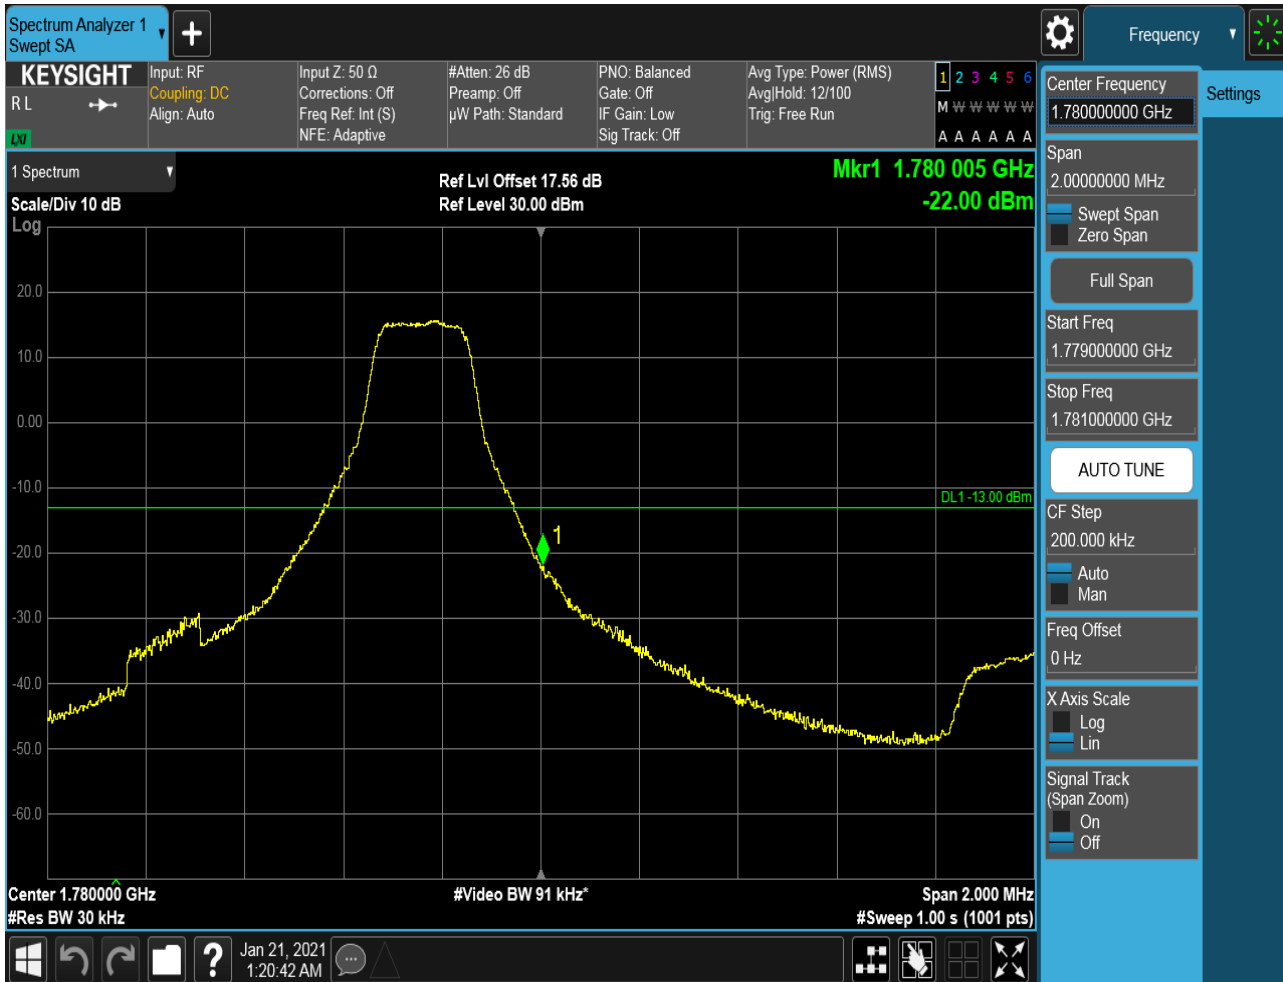 Spectrum Analyzer 1
Swept SA
Frequency
KEYSIGHT
R L
LXI
Input: RF
Coupling: DC
Align: Auto
Input Z: 50 Ω
Corrections: Off
Freq Ref: Int (S)
NFE: Adaptive
#Atten: 26 dB
Preamp: Off
µW Path: Standard
PNO: Balanced
Gate: Off
IF Gain: Low
Sig Track: Off
Avg Type: Power (RMS)
Avg|Hold: 12/100
Trig: Free Run
1 2 3 4 5 6
M W W W W W
A A A A A A
Center Frequency
1.780000000 GHz
Settings
1 Spectrum
Scale/Div 10 dB
Log
Ref Lvl Offset 17.56 dB
Ref Level 30.00 dBm
Mkr1 1.780 005 GHz
-22.00 dBm
20.0
10.0
0.00
-10.0
-20.0
-30.0
-40.0
-50.0
-60.0
DL1 -13.00 dBm
1
Center 1.780000 GHz
#Res BW 30 kHz
#Video BW 91 kHz*
Span 2.000 MHz
#Sweep 1.00 s (1001 pts)
Span
2.00000000 MHz
Swept Span
Zero Span
Full Span
Start Freq
1.779000000 GHz
Stop Freq
1.781000000 GHz
AUTO TUNE
CF Step
200.000 kHz
Auto
Man
Freq Offset
0 Hz
X Axis Scale
Log
Lin
Signal Track
(Span Zoom)
On
Off
?
Jan 21, 2021
1:20:42 AM